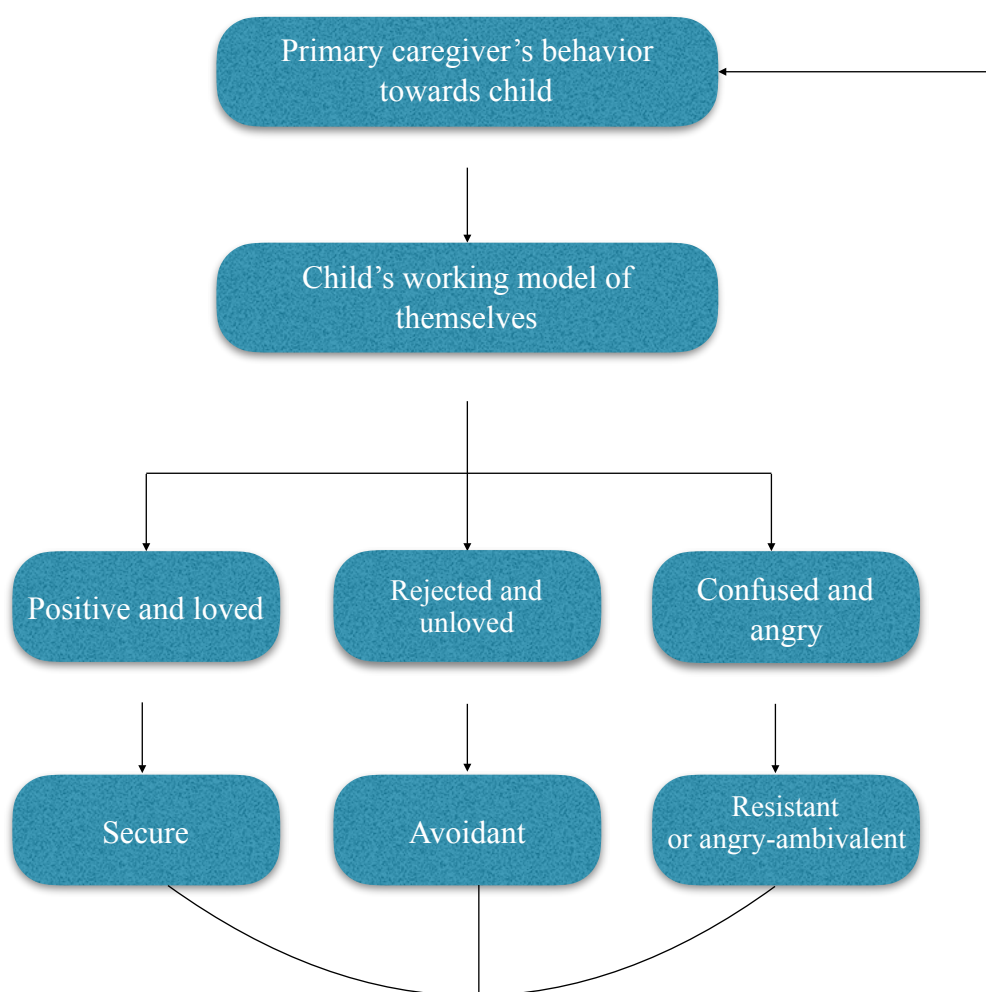 Primary caregiver’s behavior
towards child
Child’s working model of
themselves
Positive and loved
Rejected and
unloved
Confused and
angry
Secure
Avoidant
Resistant
or angry-ambivalent